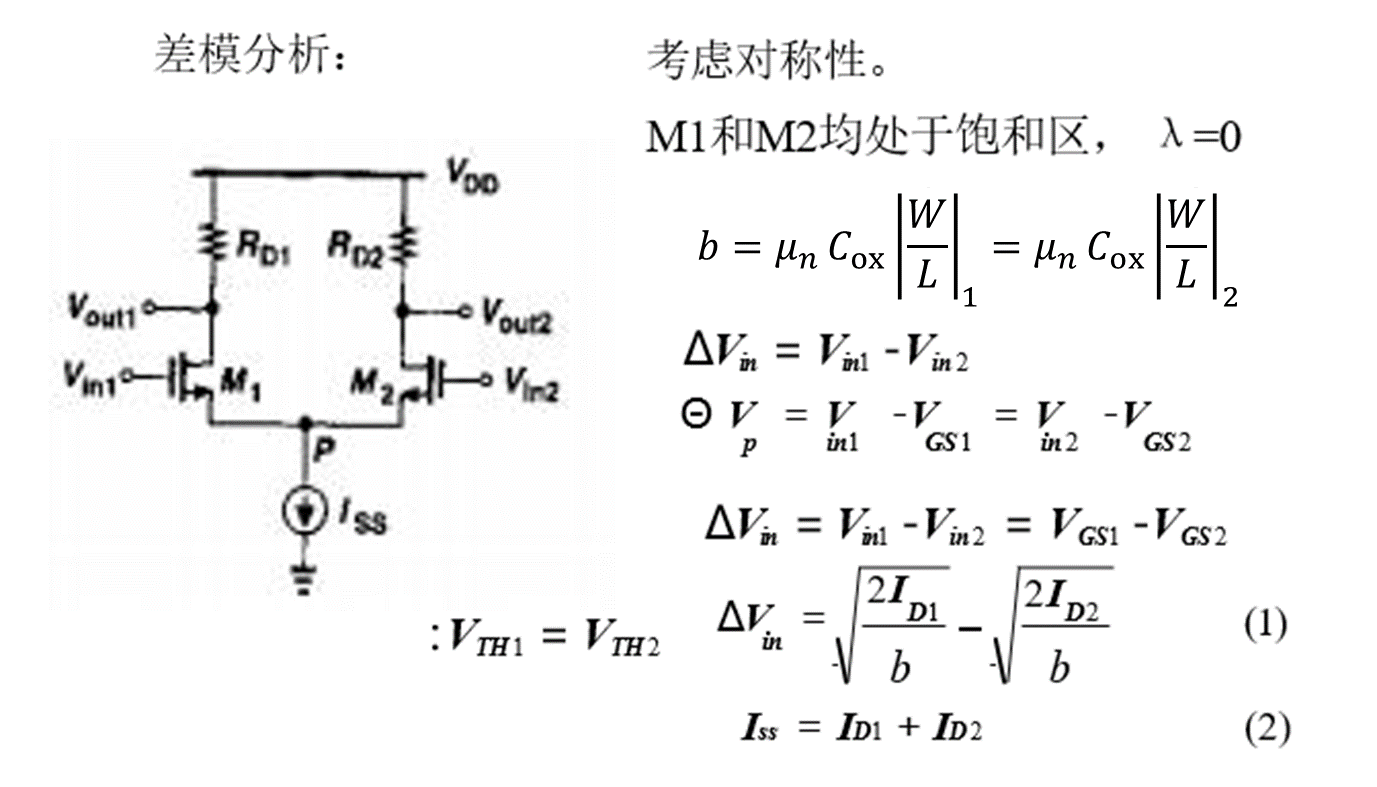 差模分析：
考虑对称性。
M1和M2均处于饱和区， λ=0
b = μn Cox |W/L|1 = μn Cox |W/L|2
ΔVin = Vin1 - Vin2
Θ Vp = Vin1 - VGS1 = Vin2 - VGS2
ΔVin = Vin1 - Vin2 = VGS1 - VGS2
:VTH1 = VTH2
ΔVin = √(2ID1/b) − √(2ID2/b) (1)
Iss = ID1 + ID2 (2)
VDD
RD1 RD2
Vout1 Vout2
Vin1 M1 M2 Vin2
P
ISS